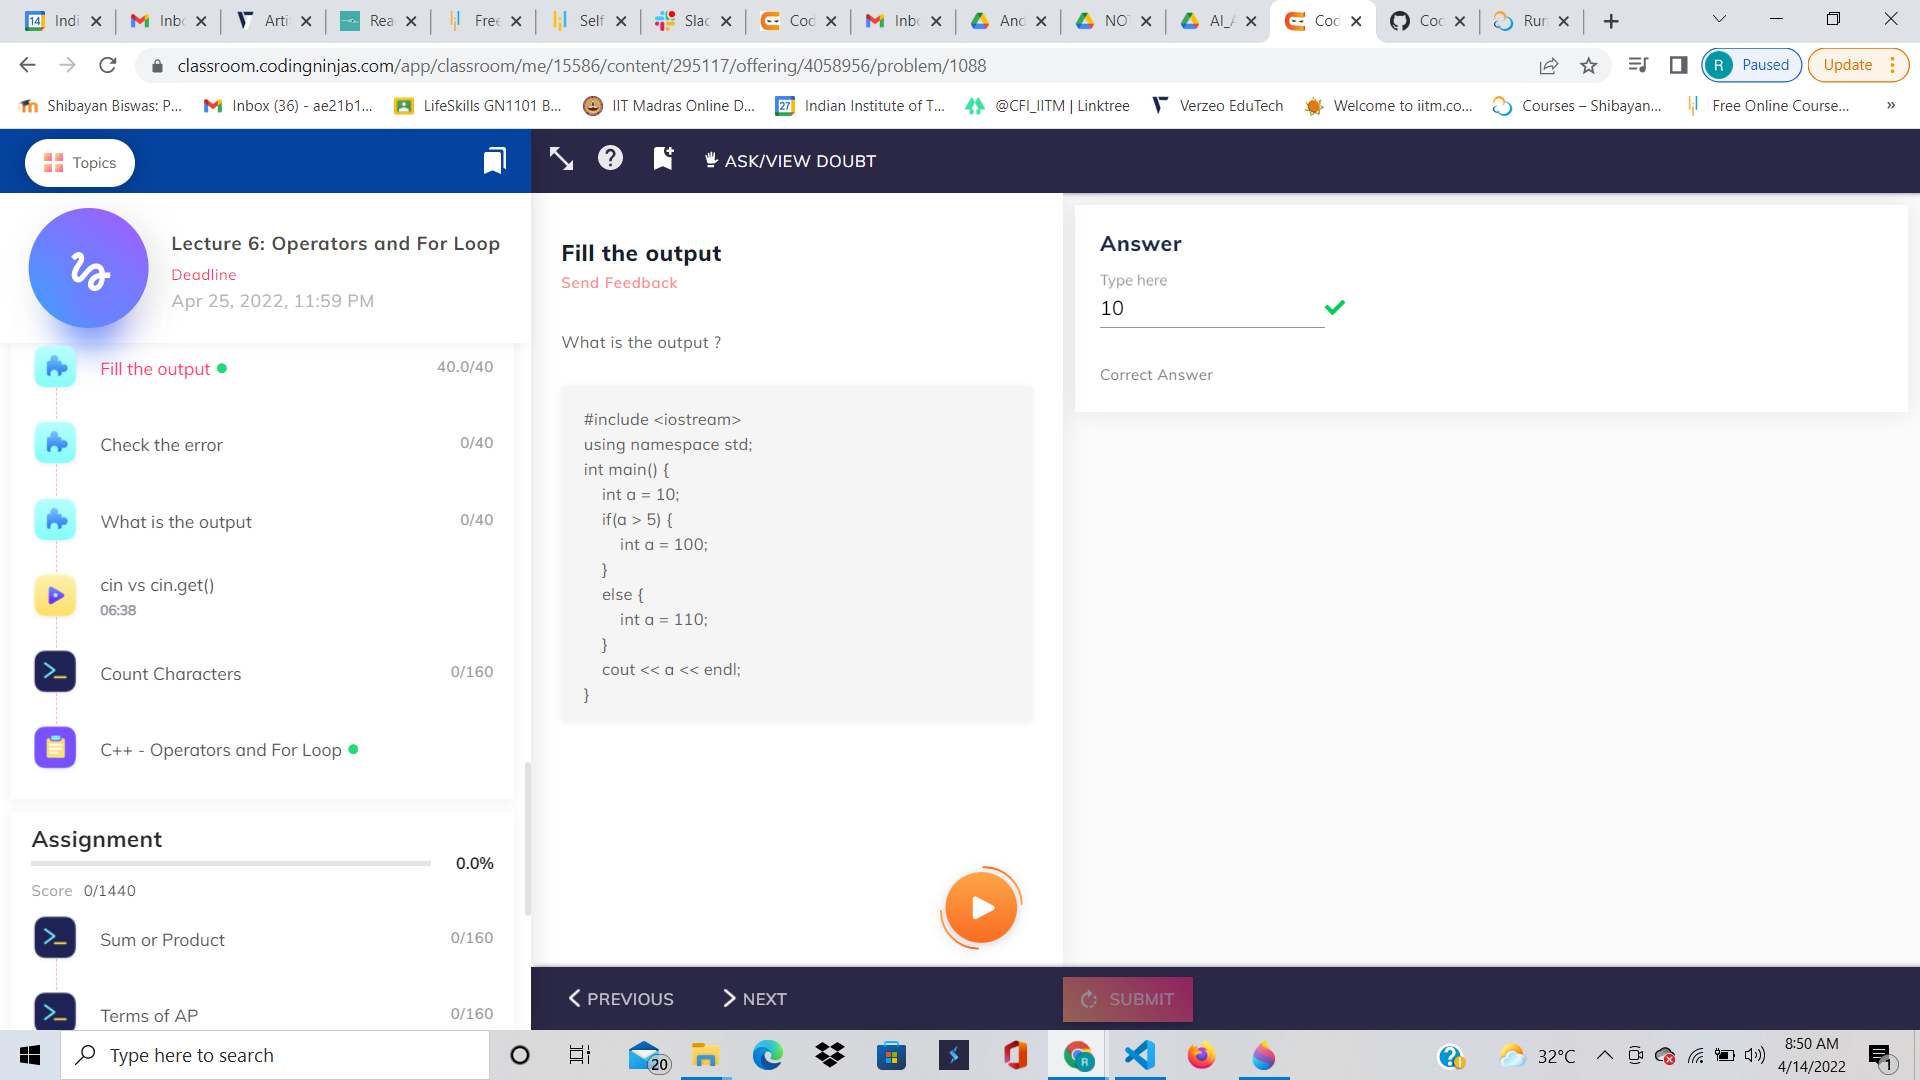 Indi
Inbo
Arti
Rea
Free
Self
Slac
Cod
Inbo
And
NOT
AI_A
Cod
Coc
Run
classroom.codingninjas.com/app/classroom/me/15586/content/295117/offering/4058956/problem/1088
R Paused
Update
Shibayan Biswas: P...
Inbox (36) - ae21b1...
LifeSkills GN1101 B...
IIT Madras Online D...
Indian Institute of T...
@CFI_IITM | Linktree
Verzeo EduTech
Welcome to iitm.co...
Courses – Shibayan...
Free Online Course...
»
Topics
ASK/VIEW DOUBT
Lecture 6: Operators and For Loop
Deadline
Apr 25, 2022, 11:59 PM
Fill the output 40.0/40
Check the error 0/40
What is the output 0/40
cin vs cin.get()
06:38
Count Characters 0/160
C++ - Operators and For Loop
Assignment
0.0%
Score 0/1440
Sum or Product 0/160
Terms of AP 0/160
Fill the output
Send Feedback
What is the output ?
#include <iostream>
using namespace std;
int main() {
int a = 10;
if(a > 5) {
int a = 100;
}
else {
int a = 110;
}
cout << a << endl;
}
PREVIOUS
NEXT
Answer
Type here
10
Correct Answer
SUBMIT
Type here to search
20
32°C
8:50 AM
4/14/2022
1